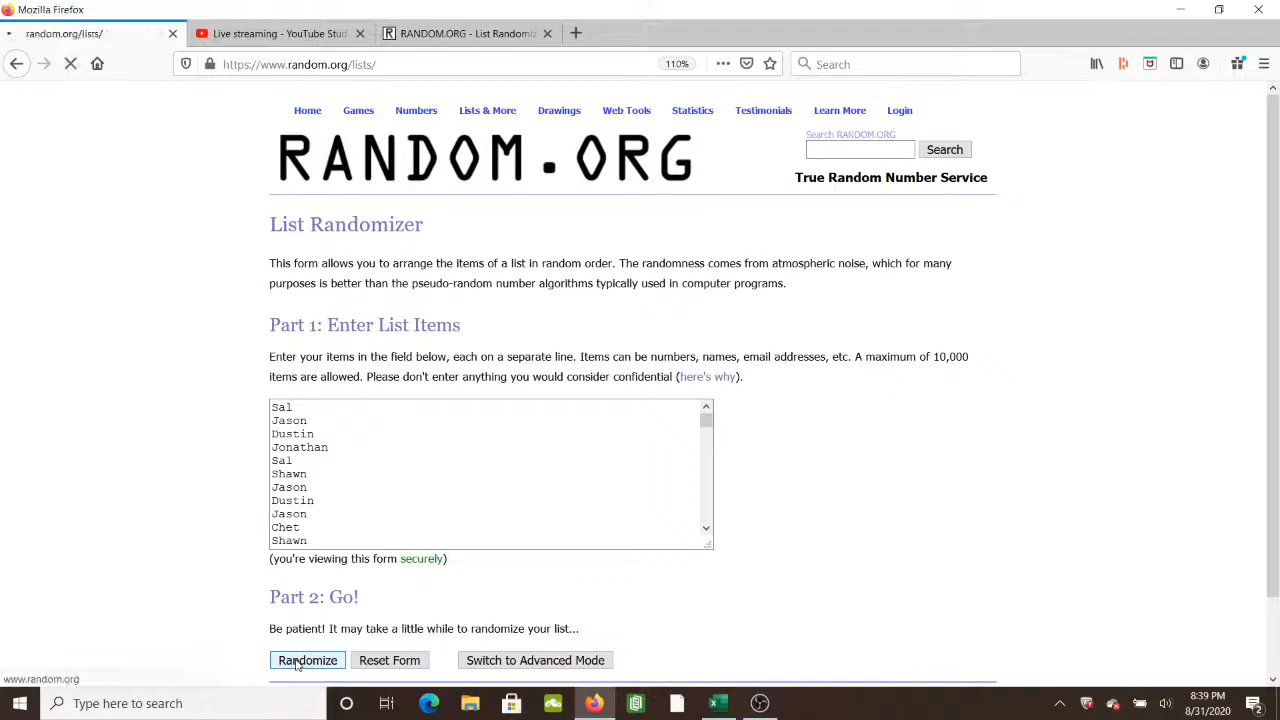 Mozilla Firefox
random.org/lists/
Live streaming - YouTube Stud
RANDOM.ORG - List Randomiz
https://www.random.org/lists/
110%
Search
Home Games Numbers Lists & More Drawings Web Tools Statistics Testimonials Learn More Login
RANDOM.ORG
Search RANDOM.ORG
Search
True Random Number Service
List Randomizer
This form allows you to arrange the items of a list in random order. The randomness comes from atmospheric noise, which for many
purposes is better than the pseudo-random number algorithms typically used in computer programs.
Part 1: Enter List Items
Enter your items in the field below, each on a separate line. Items can be numbers, names, email addresses, etc. A maximum of 10,000
items are allowed. Please don't enter anything you would consider confidential (here's why).
Sal
Jason
Dustin
Jonathan
Sal
Shawn
Jason
Dustin
Jason
Chet
Shawn
(you're viewing this form securely)
Part 2: Go!
Be patient! It may take a little while to randomize your list...
Randomize Reset Form Switch to Advanced Mode
www.random.org
Type here to search
8:39 PM
8/31/2020
2